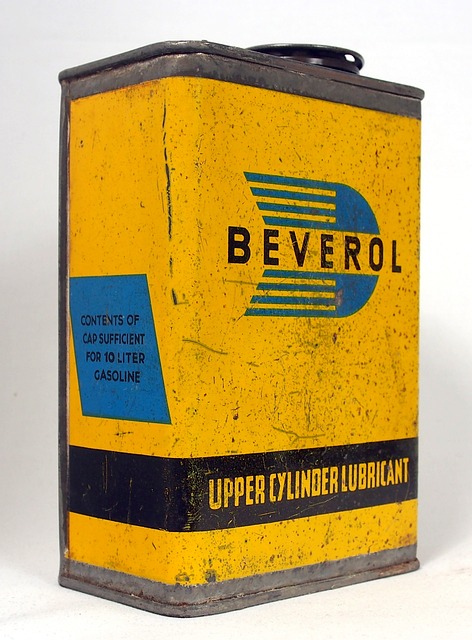 BEVEROL
CONTENTS OF
CAP SUFFICIENT
FOR 10 LITER
GASOLINE
UPPER CYLINDER LUBRICANT